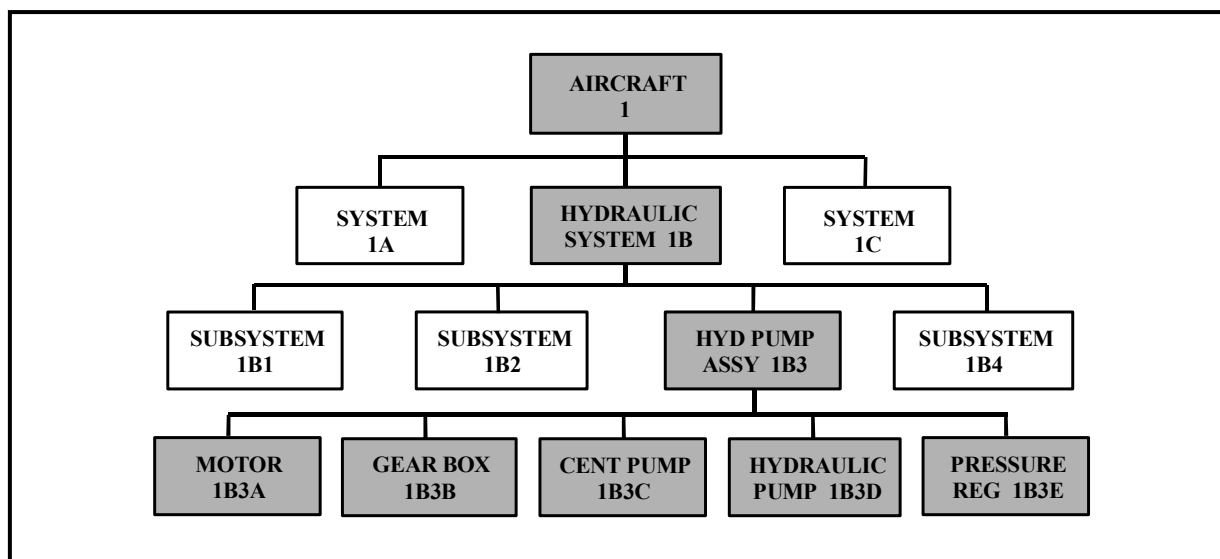 AIRCRAFT
1
SYSTEM
1A
HYDRAULIC
SYSTEM 1B
SYSTEM
1C
SUBSYSTEM
1B1
SUBSYSTEM
1B2
HYD PUMP
ASSY 1B3
SUBSYSTEM
1B4
MOTOR
1B3A
GEAR BOX
1B3B
CENT PUMP
1B3C
HYDRAULIC
PUMP 1B3D
PRESSURE
REG 1B3E